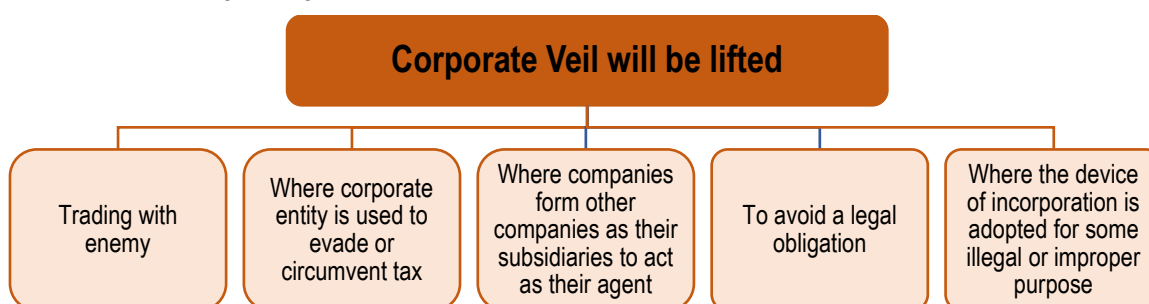 Corporate Veil will be lifted
Trading with
enemy
Where corporate
entity is used to
evade or
circumvent tax
Where companies
form other
companies as their
subsidiaries to act
as their agent
To avoid a legal
obligation
Where the device
of incorporation is
adopted for some
illegal or improper
purpose